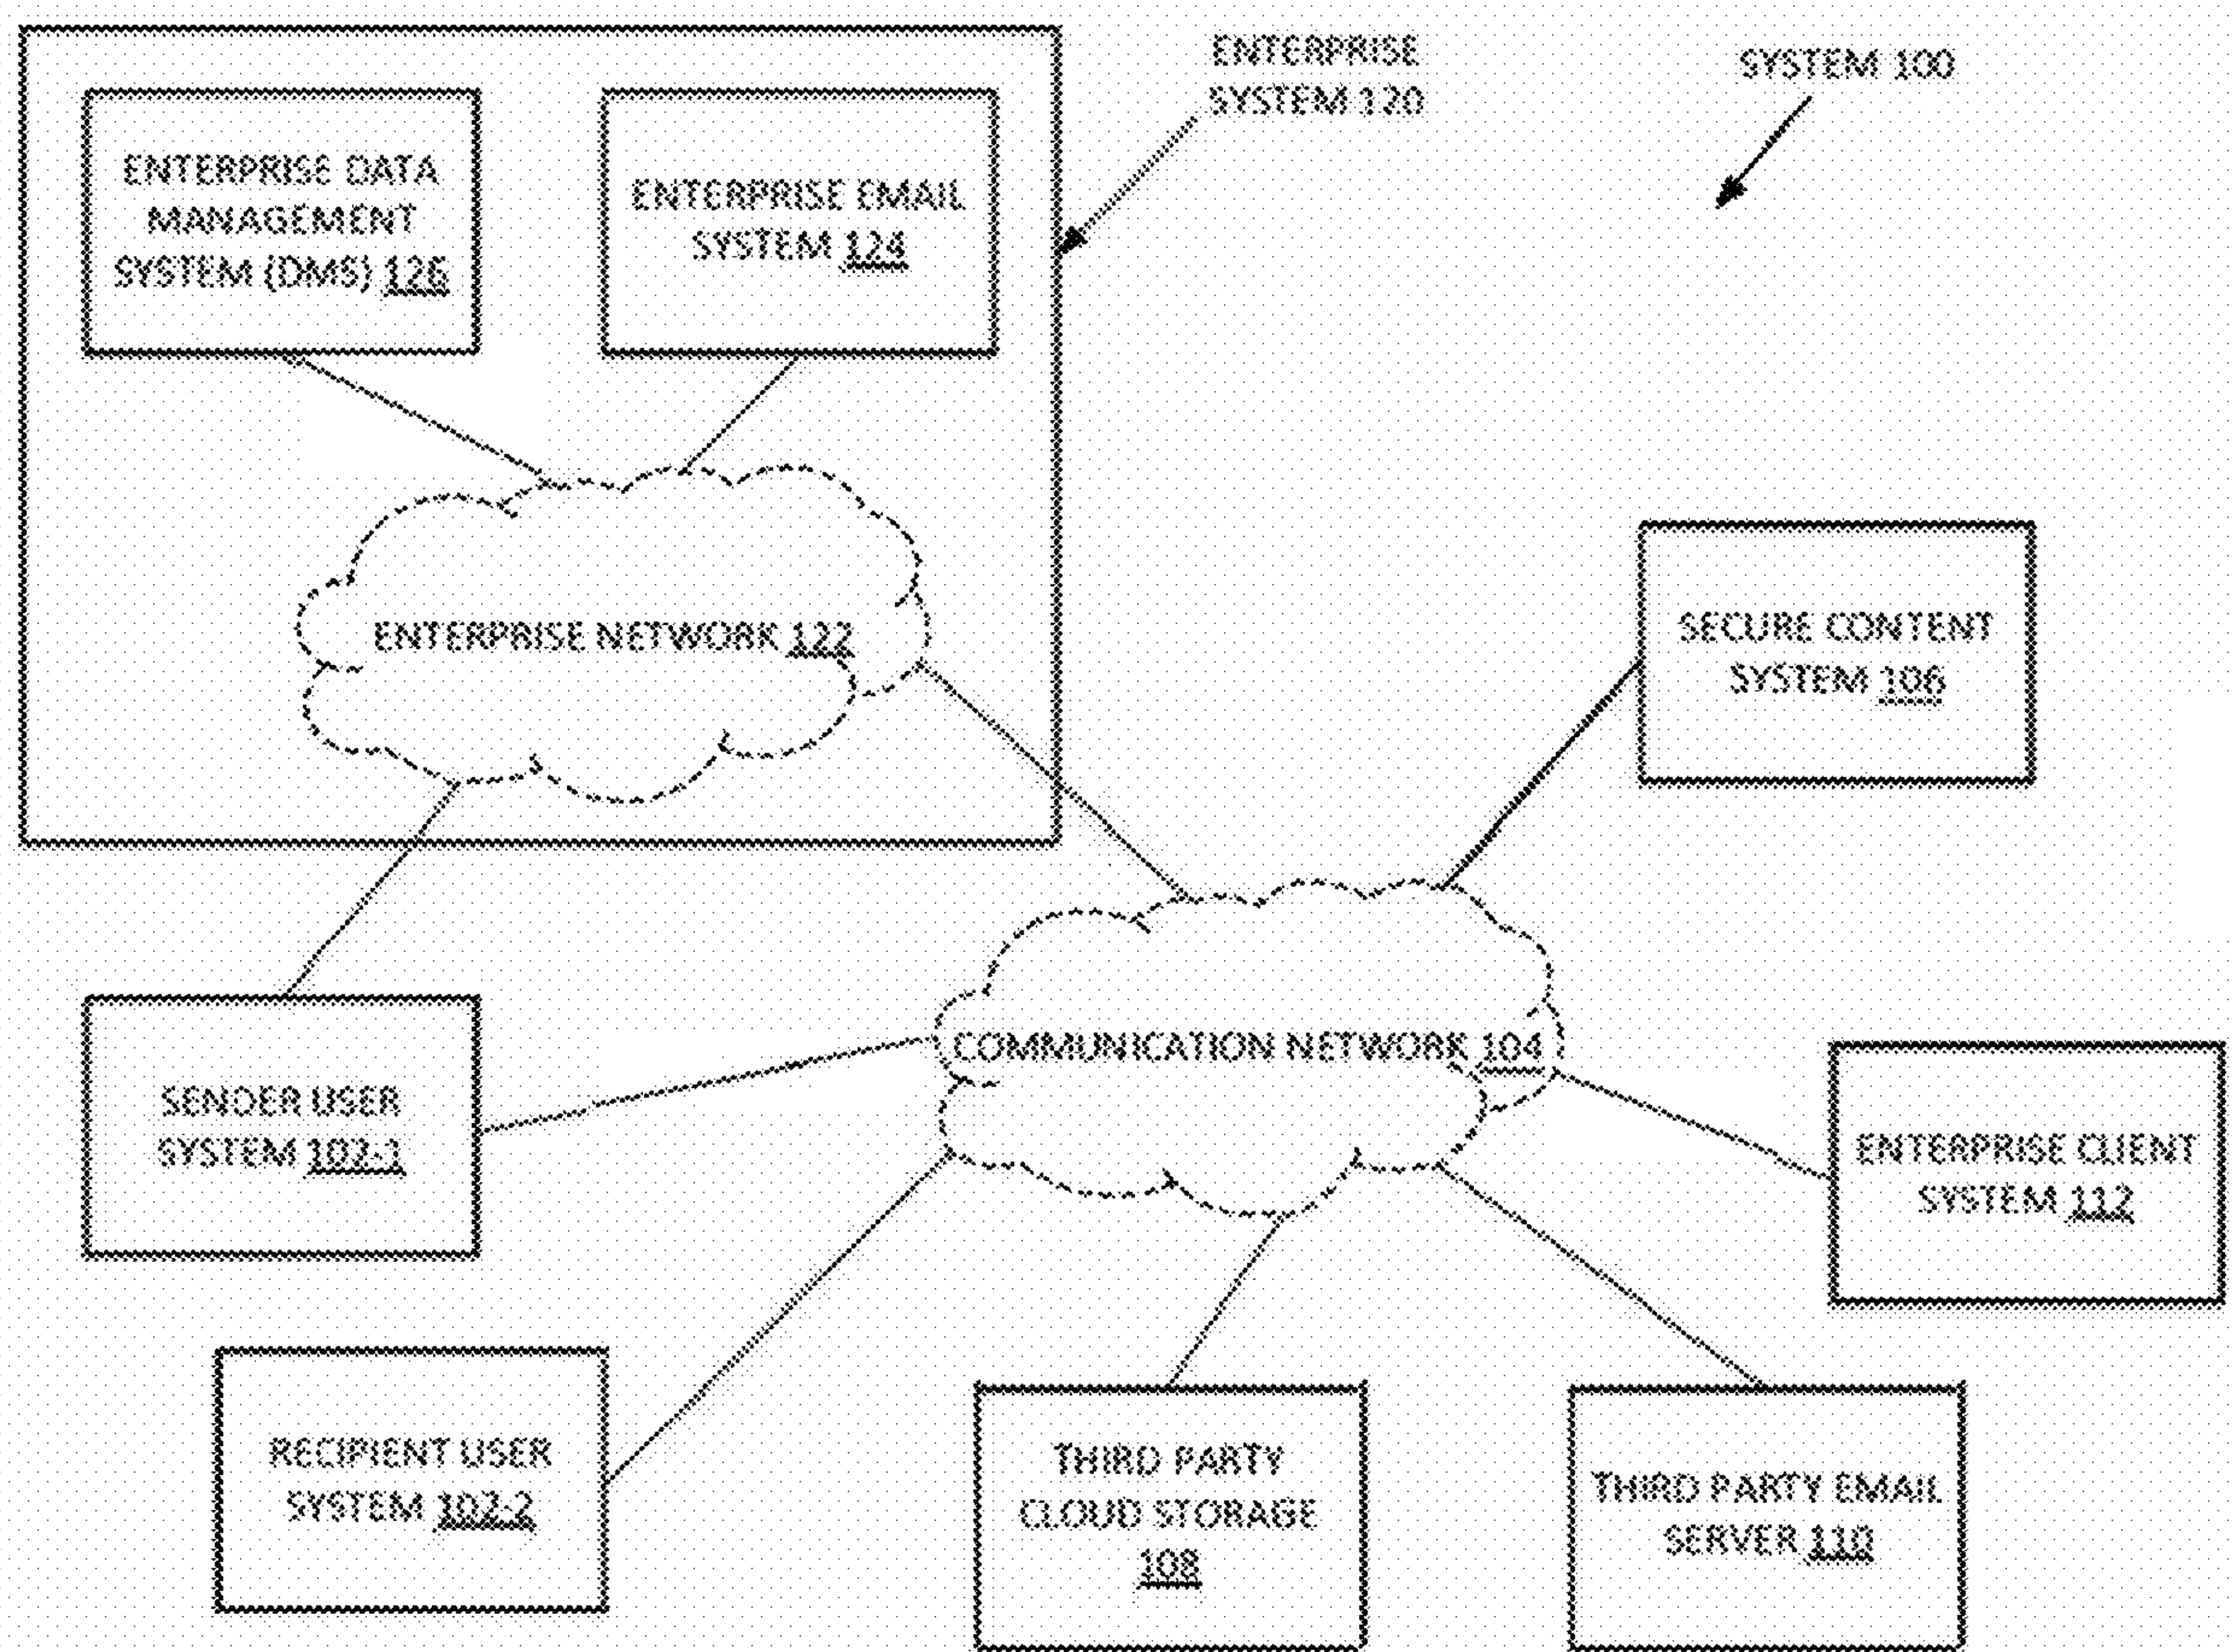 ENTERPRISE
SYSTEM 120
SYSTEM 100
ENTERPRISE DATA
MANAGEMENT
SYSTEM (DMS) 126
ENTERPRISE EMAIL
SYSTEM 124
ENTERPRISE NETWORK 122
SECURE CONTENT
SYSTEM 106
COMMUNICATION NETWORK 104
SENDER USER
SYSTEM 102-1
ENTERPRISE CLIENT
SYSTEM 112
RECIPIENT USER
SYSTEM 102-2
THIRD PARTY
CLOUD STORAGE
108
THIRD PARTY EMAIL
SERVER 110